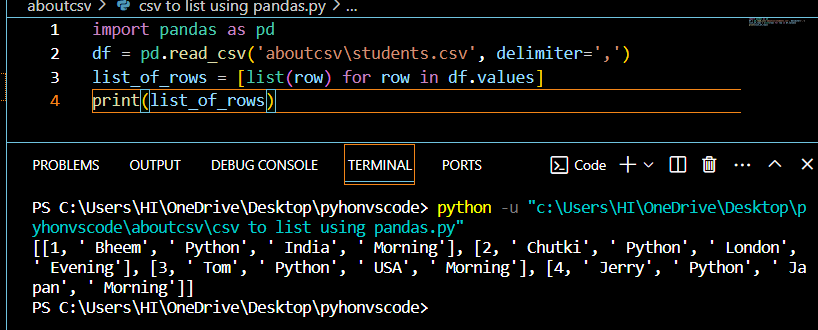 aboutcsv > csv to list using pandas.py > ...
1 import pandas as pd
2 df = pd.read_csv('aboutcsv\students.csv', delimiter=',')
3 list_of_rows = [list(row) for row in df.values]
4 print(list_of_rows)
PROBLEMS OUTPUT DEBUG CONSOLE TERMINAL PORTS Code
PS C:\Users\HI\OneDrive\Desktop\pyhonvscode> python -u "c:\Users\HI\OneDrive\Desktop\p
yhonvscode\aboutcsv\csv to list using pandas.py"
[[1, ' Bheem', ' Python', ' India', ' Morning'], [2, ' Chutki', ' Python', ' London',
' Evening'], [3, ' Tom', ' Python', ' USA', ' Morning'], [4, ' Jerry', ' Python', ' Ja
pan', ' Morning']]
PS C:\Users\HI\OneDrive\Desktop\pyhonvscode>